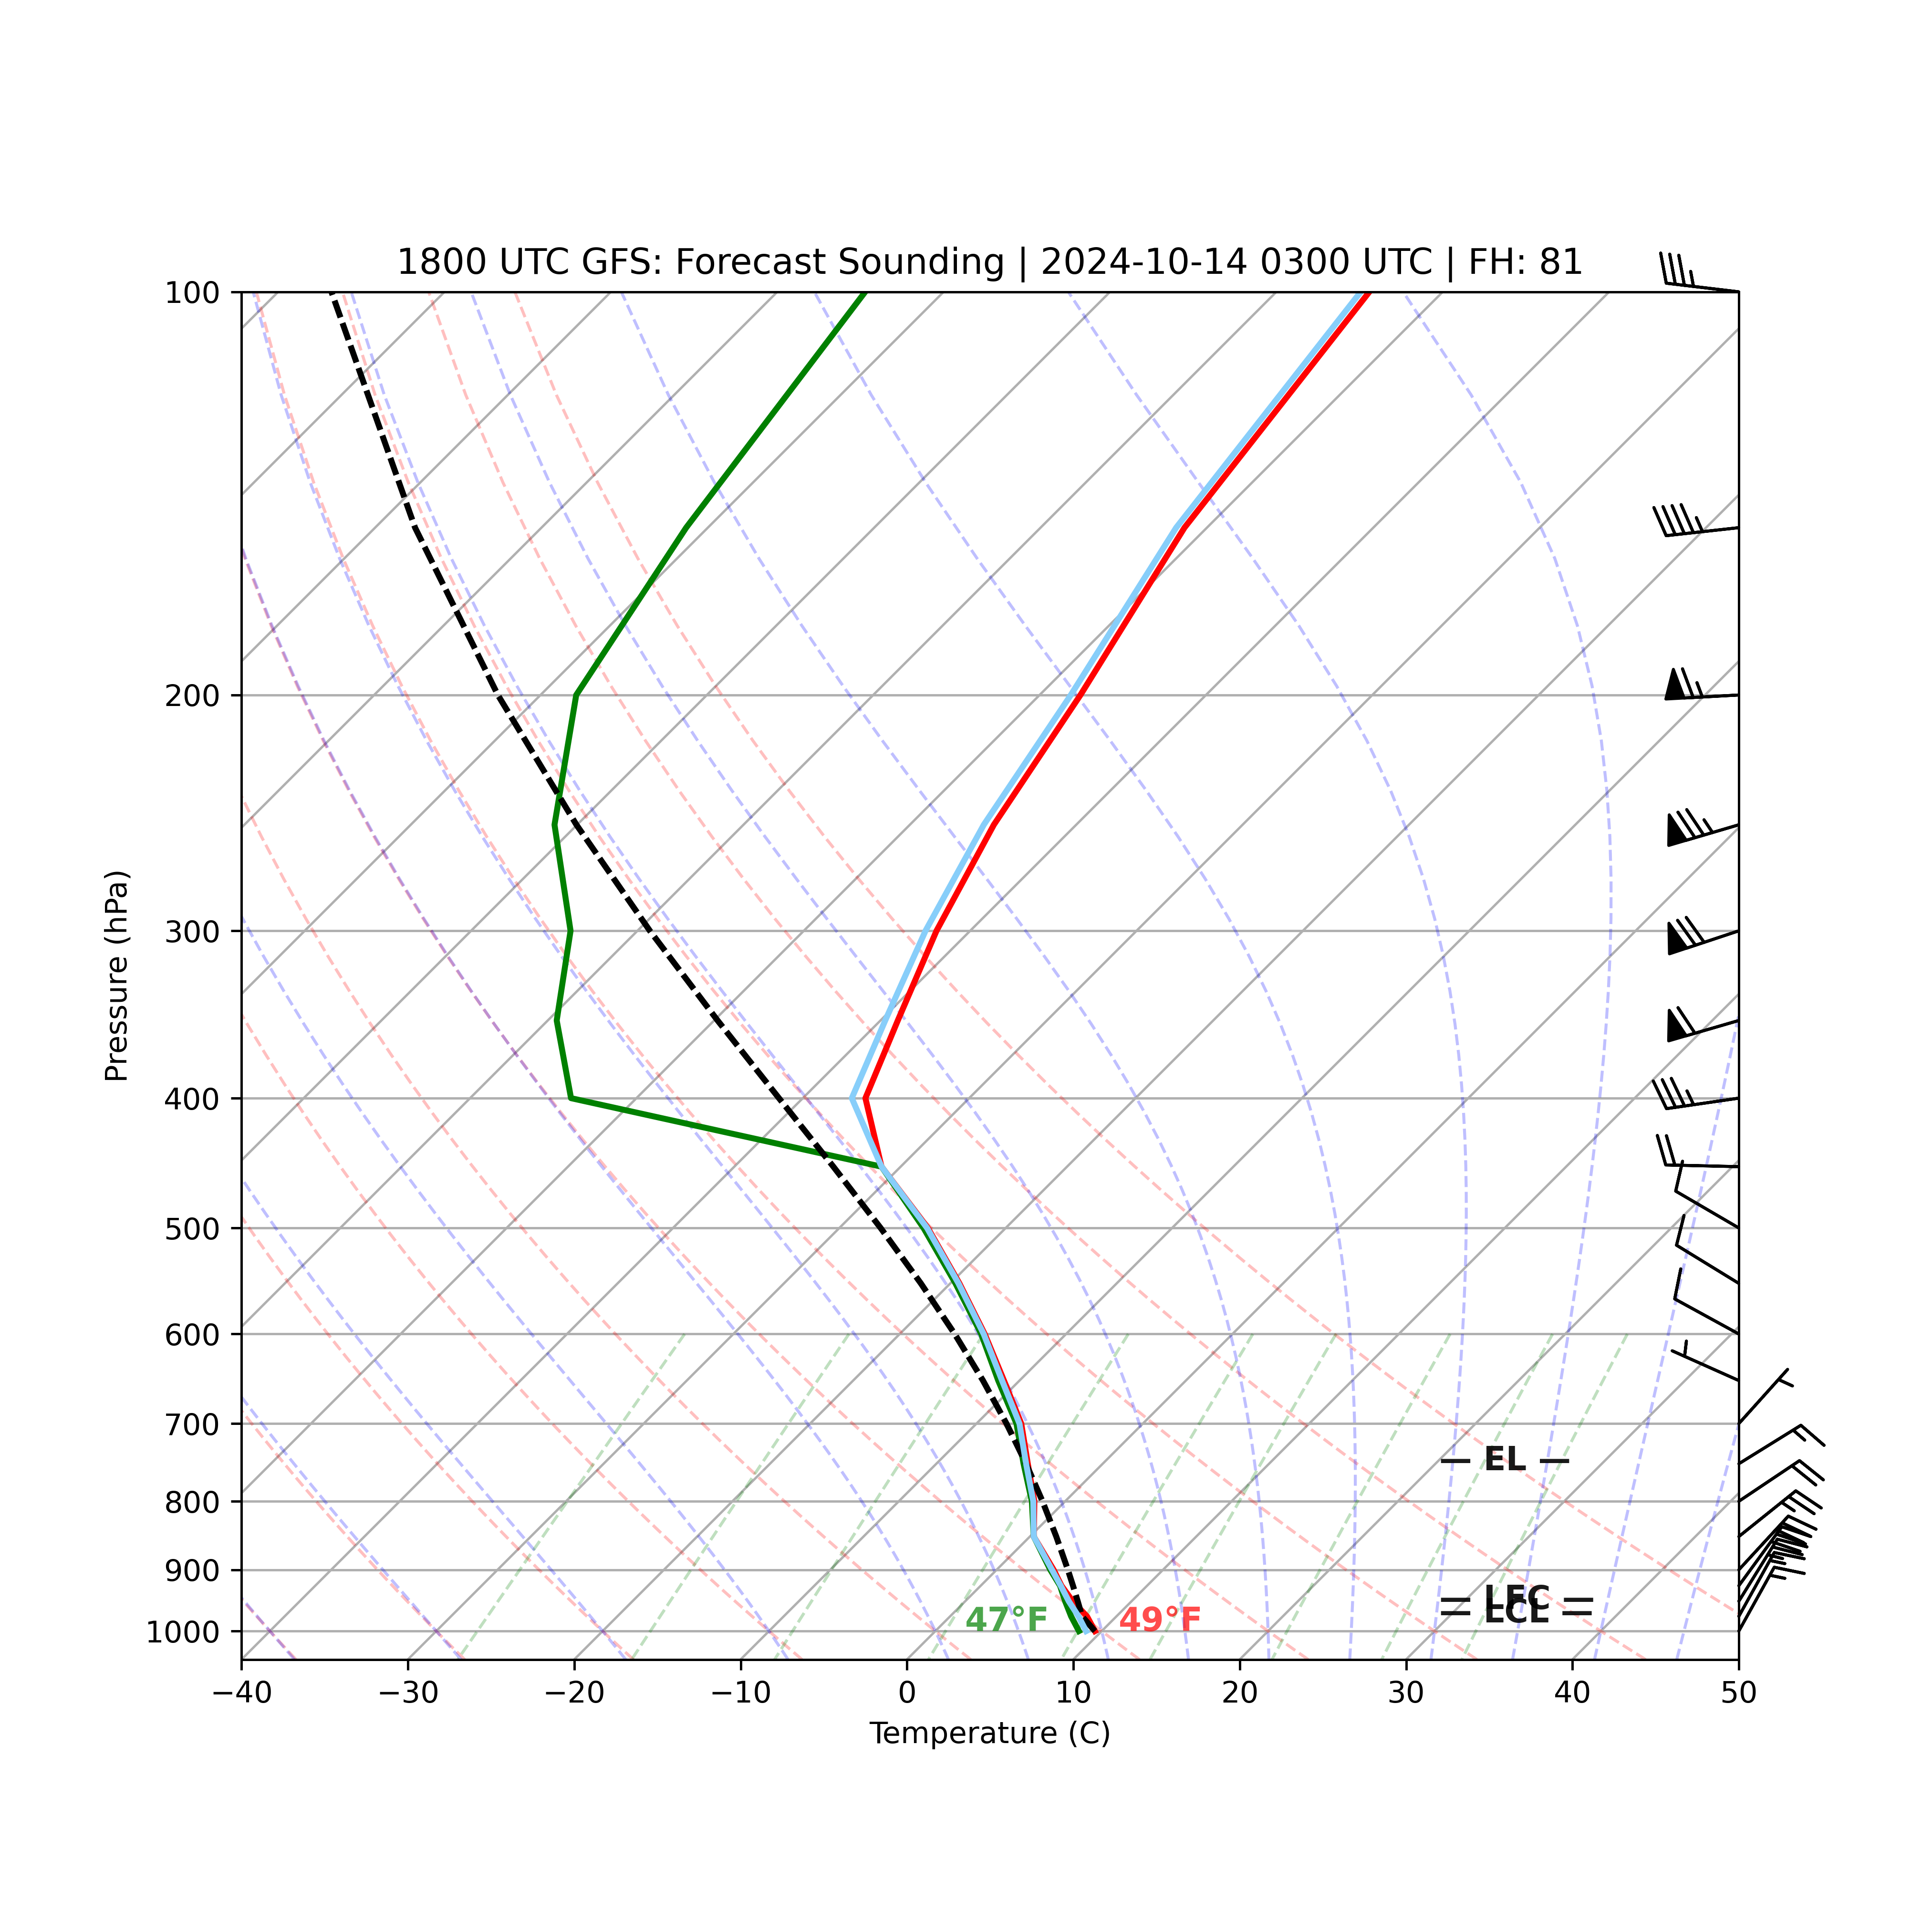 1800 UTC GFS: Forecast Sounding | 2024-10-14 0300 UTC | FH: 81
100
200
300
400
500
600
700
800
900
1000
Pressure (hPa)
— EL —
— LFC —
— LCL —
47°F
49°F
−40 −30 −20 −10 0 10 20 30 40 50
Temperature (C)